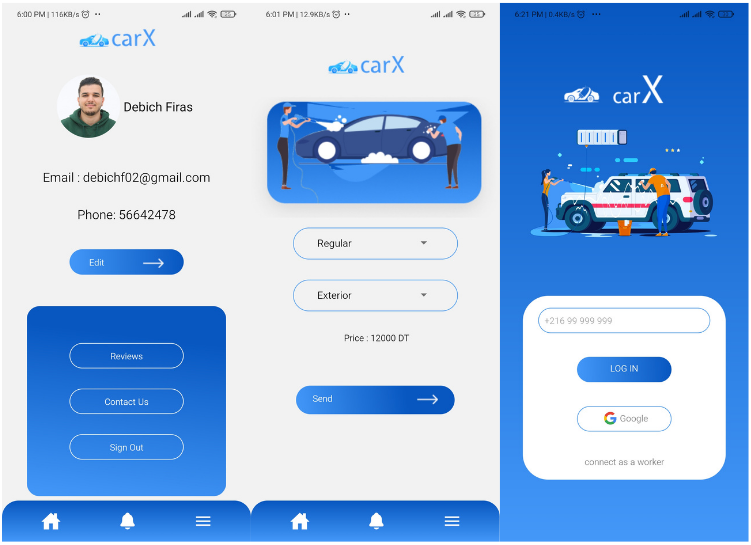 6:00 PM | 116KB/s
carX
Debich Firas
Email : debichf02@gmail.com
Phone: 56642478
Edit
Reviews
Contact Us
Sign Out
6:01 PM | 12.9KB/s
carX
Regular
Exterior
Price : 12000 DT
Send
6:21 PM | 0.4KB/s
carX
+216 99 999 999
LOG IN
Google
connect as a worker